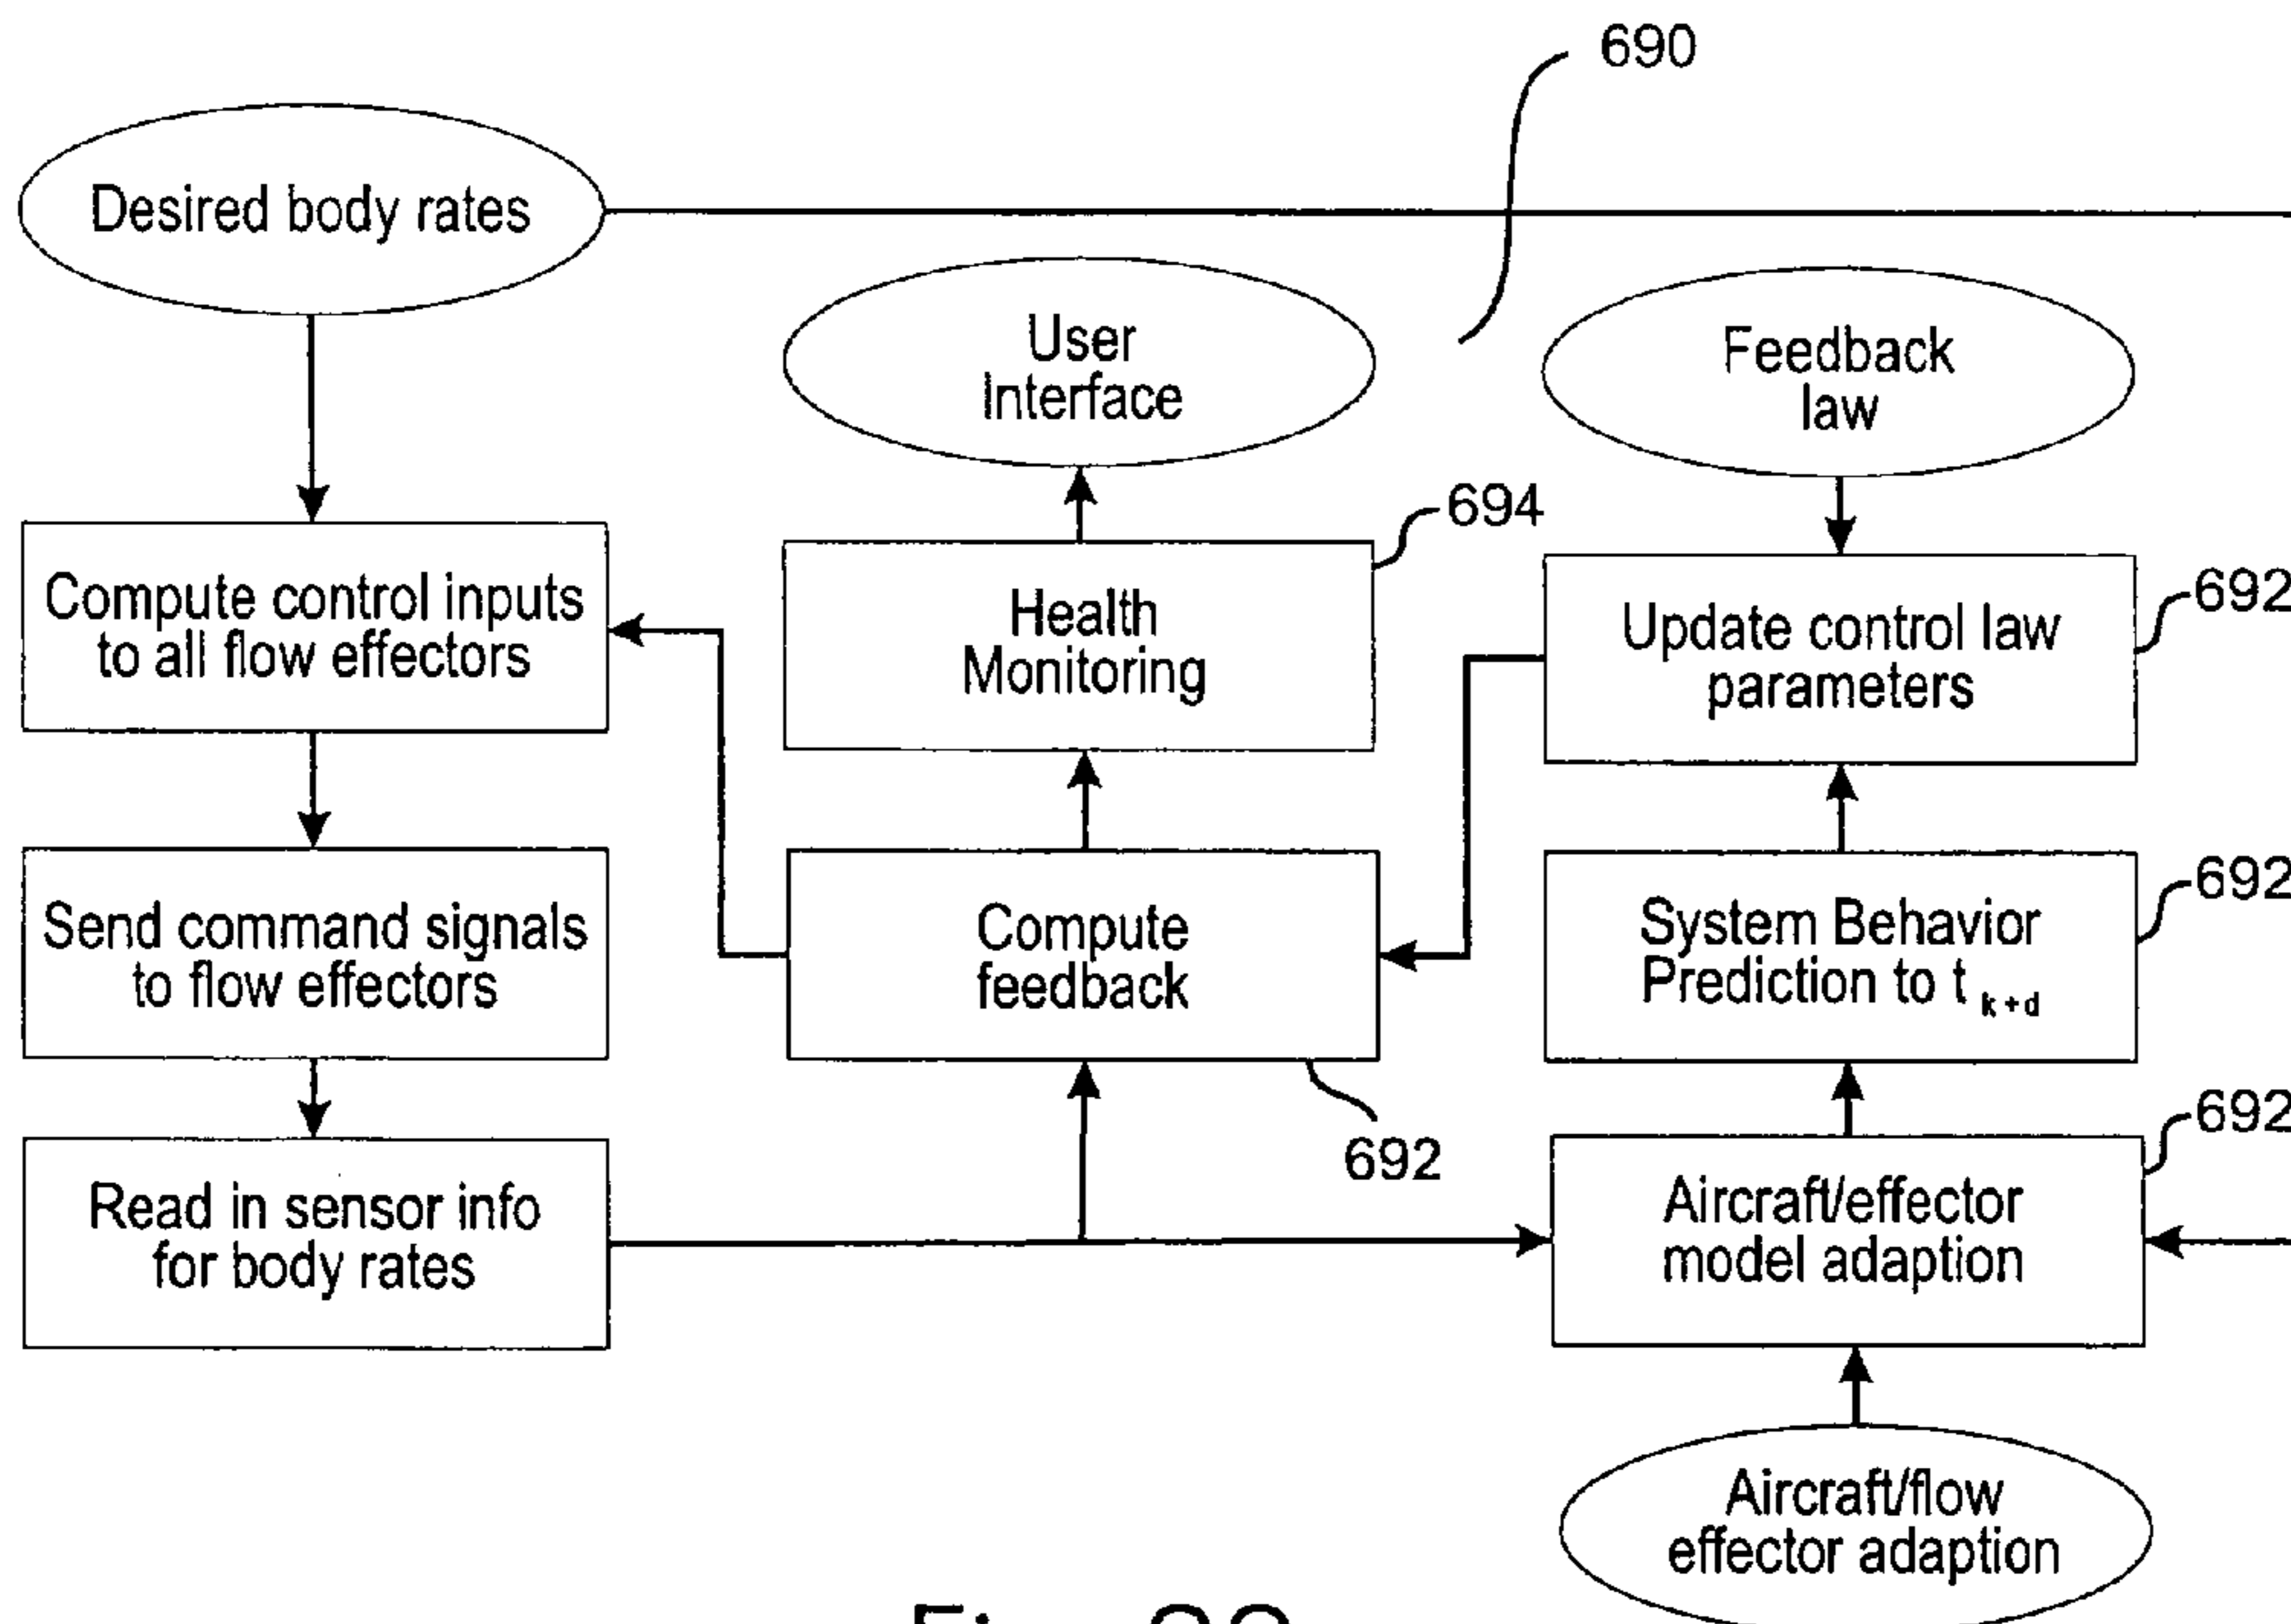 690
Desired body rates
User
Interface
Feedback
law
694
Compute control inputs
to all flow effectors
Health
Monitoring
Update control law
parameters
692
Send command signals
to flow effectors
Compute
feedback
System Behavior
Prediction to t k+d
692
692
Read in sensor info
for body rates
Aircraft/effector
model adaption
692
Aircraft/flow
effector adaption